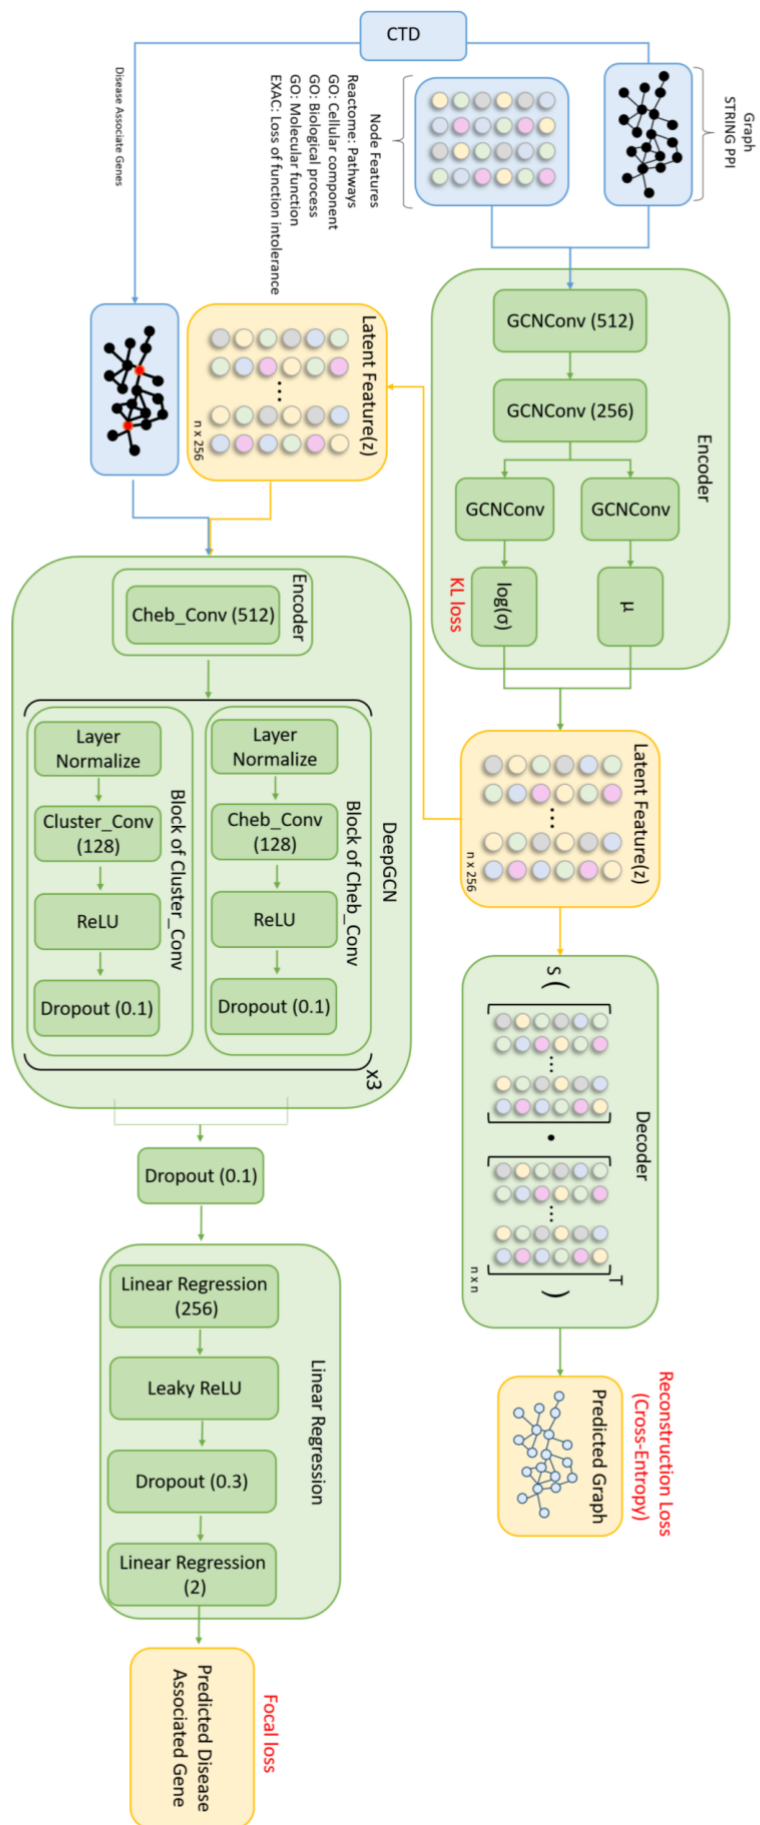 CTD
Graph
STRING PPI
Node Features
Reactome: Pathways
GO: Cellular component
GO: Biological process
GO: Molecular function
EXAC: Loss of function intolerance
Disease Associate Genes
Encoder
GCNConv (512)
GCNConv (256)
GCNConv
GCNConv
μ
log(σ)
KL loss
Latent Feature(z)
...
n x 256
Decoder
S
(
...
•
...
T
)
n x n
Reconstruction Loss
(Cross-Entropy)
Predicted Graph
Latent Feature(z)
...
n x 256
Encoder
Cheb_Conv (512)
DeepGCN
Block of Cheb_Conv
Layer
Normalize
Cheb_Conv
(128)
ReLU
Dropout (0.1)
Block of Cluster_Conv
Layer
Normalize
Cluster_Conv
(128)
ReLU
Dropout (0.1)
x3
Dropout (0.1)
Linear Regression
Linear Regression
(256)
Leaky ReLU
Dropout (0.3)
Linear Regression
(2)
Focal loss
Predicted Disease
Associated Gene